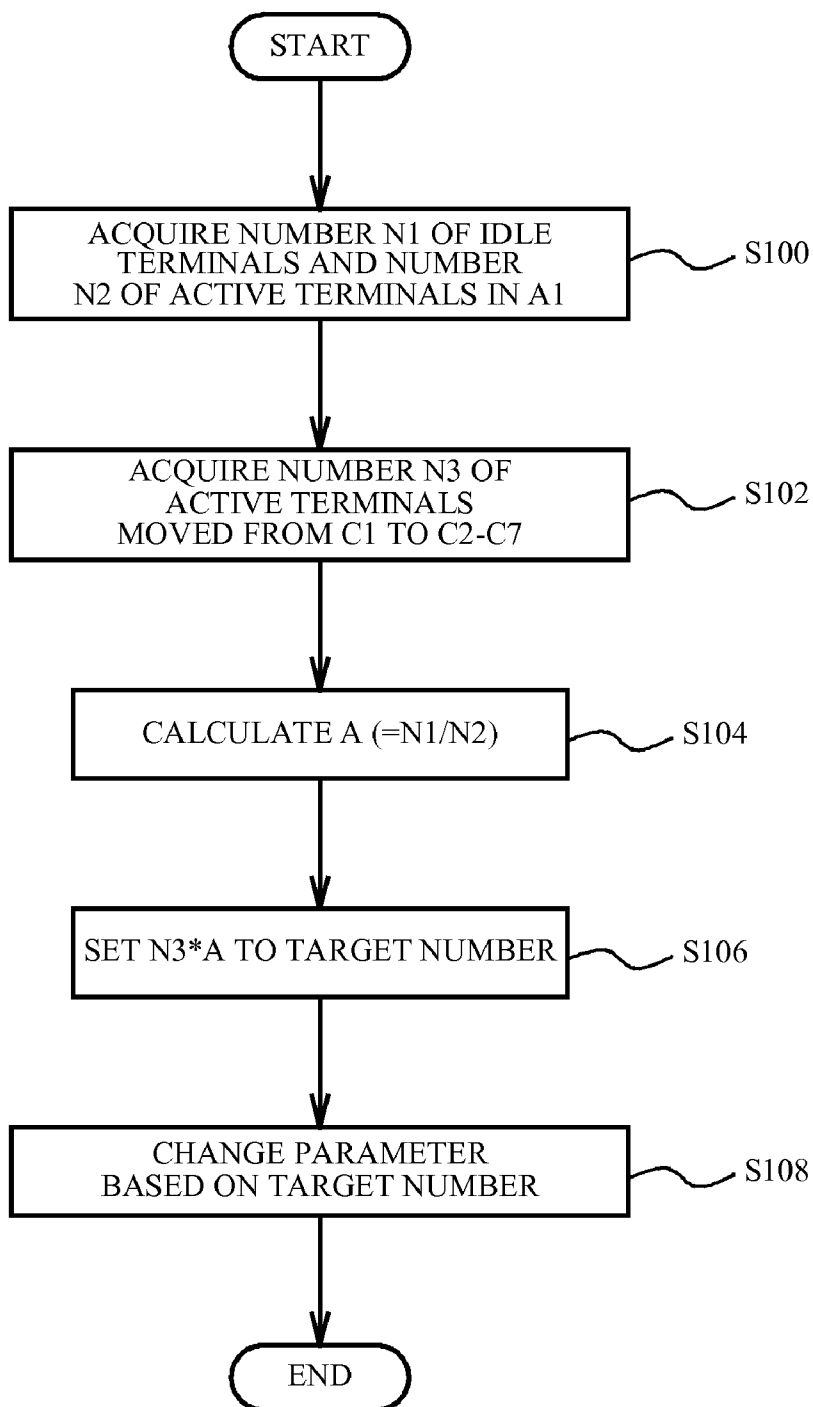 START
ACQUIRE NUMBER N1 OF IDLE
TERMINALS AND NUMBER
N2 OF ACTIVE TERMINALS IN A1
S100
ACQUIRE NUMBER N3 OF
ACTIVE TERMINALS
MOVED FROM C1 TO C2-C7
S102
CALCULATE A (=N1/N2)
S104
SET N3*A TO TARGET NUMBER
S106
CHANGE PARAMETER
BASED ON TARGET NUMBER
S108
END